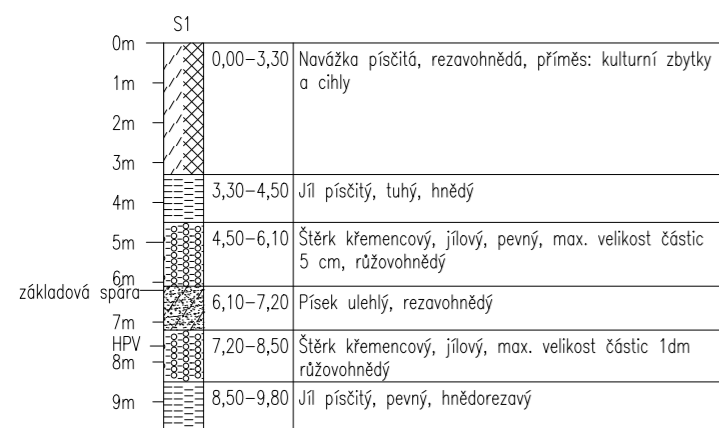 S1
0m
0,00–3,30 Navážka písčitá, rezavohnědá, příměs: kulturní zbytky
a cihly
1m
2m
3m
3,30–4,50 Jíl písčitý, tuhý, hnědý
4m
4,50–6,10 Štěrk křemencový, jílový, pevný, max. velikost částic
5 cm, růžovohnědý
5m
6m
základová spára
6,10–7,20 Písek ulehlý, rezavohnědý
7m
HPV
7,20–8,50 Štěrk křemencový, jílový, max. velikost částic 1dm
růžovohnědý
8m
8,50–9,80 Jíl písčitý, pevný, hnědorezavý
9m